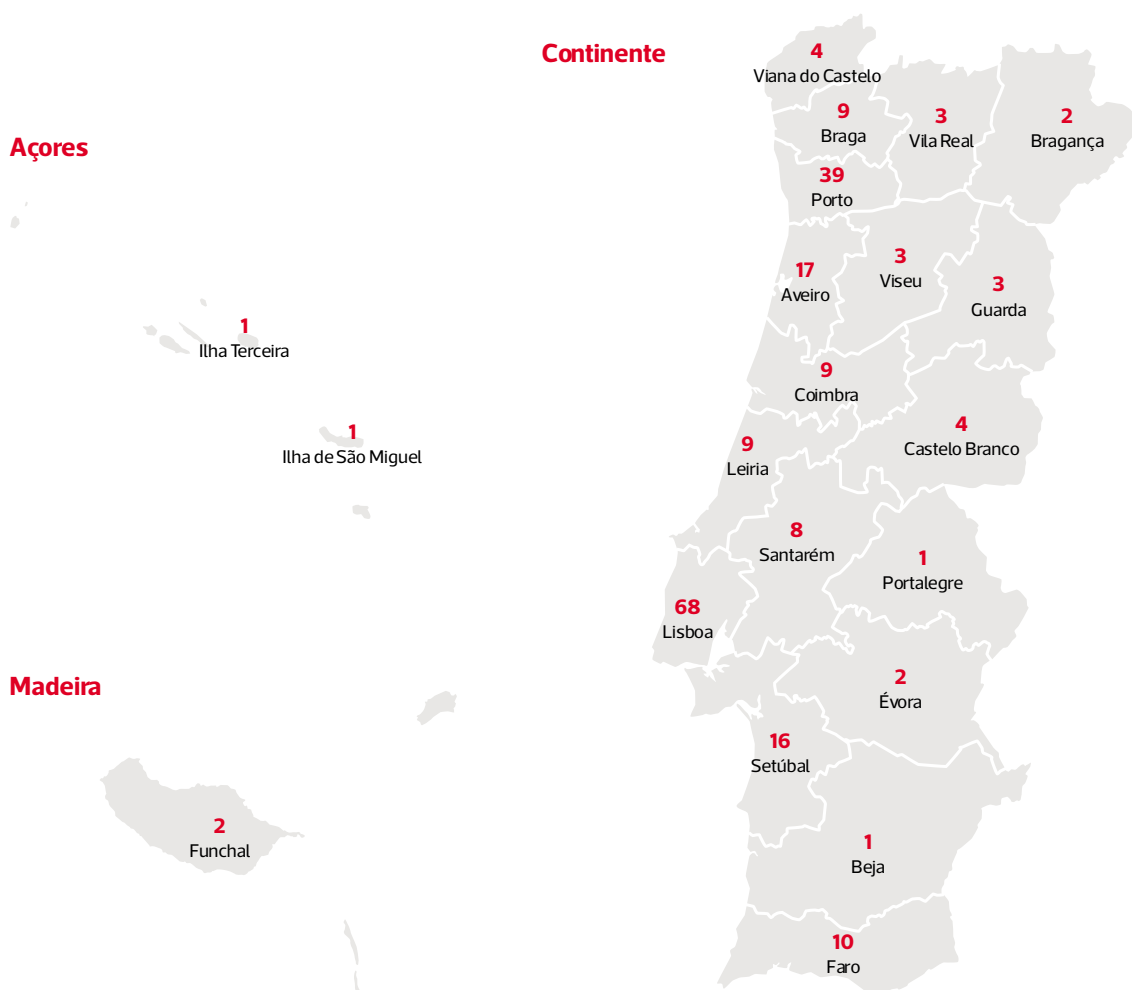 Continente
4
Viana do Castelo
9
Braga
3
Vila Real
2
Bragança
39
Porto
17
Aveiro
3
Viseu
3
Guarda
9
Coimbra
9
Leiria
4
Castelo Branco
8
Santarém
1
Portalegre
68
Lisboa
2
Évora
16
Setúbal
1
Beja
10
Faro
Açores
1
Ilha Terceira
1
Ilha de São Miguel
Madeira
2
Funchal